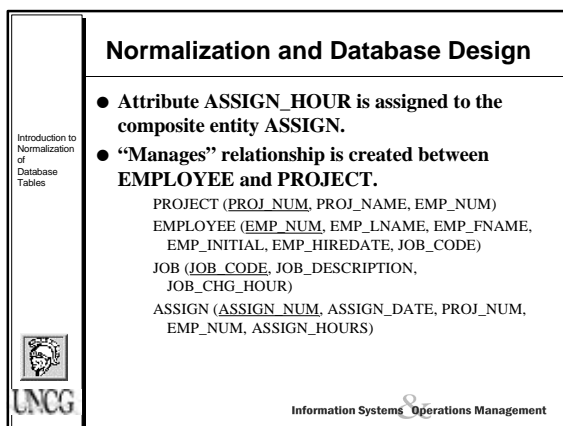 Normalization and Database Design
Introduction to
Normalization
of
Database
Tables
● Attribute ASSIGN_HOUR is assigned to the
composite entity ASSIGN.
● “Manages” relationship is created between
EMPLOYEE and PROJECT.
PROJECT (PROJ_NUM, PROJ_NAME, EMP_NUM)
EMPLOYEE (EMP_NUM, EMP_LNAME, EMP_FNAME,
EMP_INITIAL, EMP_HIREDATE, JOB_CODE)
JOB (JOB_CODE, JOB_DESCRIPTION,
JOB_CHG_HOUR)
ASSIGN (ASSIGN_NUM, ASSIGN_DATE, PROJ_NUM,
EMP_NUM, ASSIGN_HOURS)
UNCG
Information Systems & Operations Management